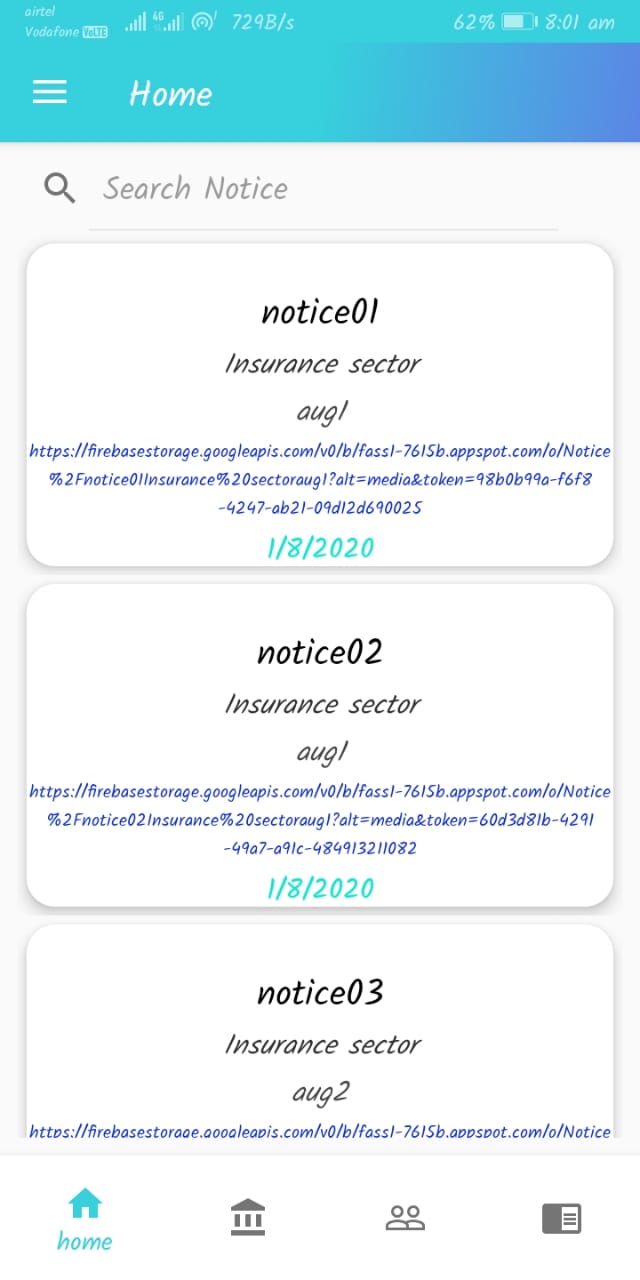 airtel
Vodafone VoLTE 4G 729B/s 62% 8:01 am
Home
Search Notice
notice01
Insurance sector
aug1
https://firebasestorage.googleapis.com/v0/b/fass1-7615b.appspot.com/o/Notice
%2Fnotice01Insurance%20sectoraug1?alt=media&token=98b0b99a-f6f8
-4247-ab21-09d12d690025
1/8/2020
notice02
Insurance sector
aug1
https://firebasestorage.googleapis.com/v0/b/fass1-7615b.appspot.com/o/Notice
%2Fnotice02Insurance%20sectoraug1?alt=media&token=60d3d81b-4291
-49a7-a91c-484913211082
1/8/2020
notice03
Insurance sector
aug2
https://firebasestorage.googleapis.com/v0/b/fass1-7615b.appspot.com/o/Notice
home